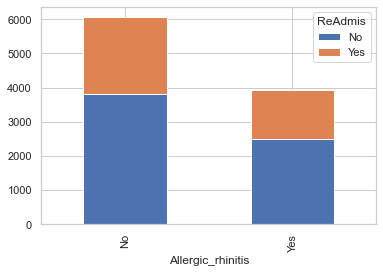 6000
5000
4000
3000
2000
1000
0
ReAdmis
No
Yes
No
Yes
Allergic_rhinitis